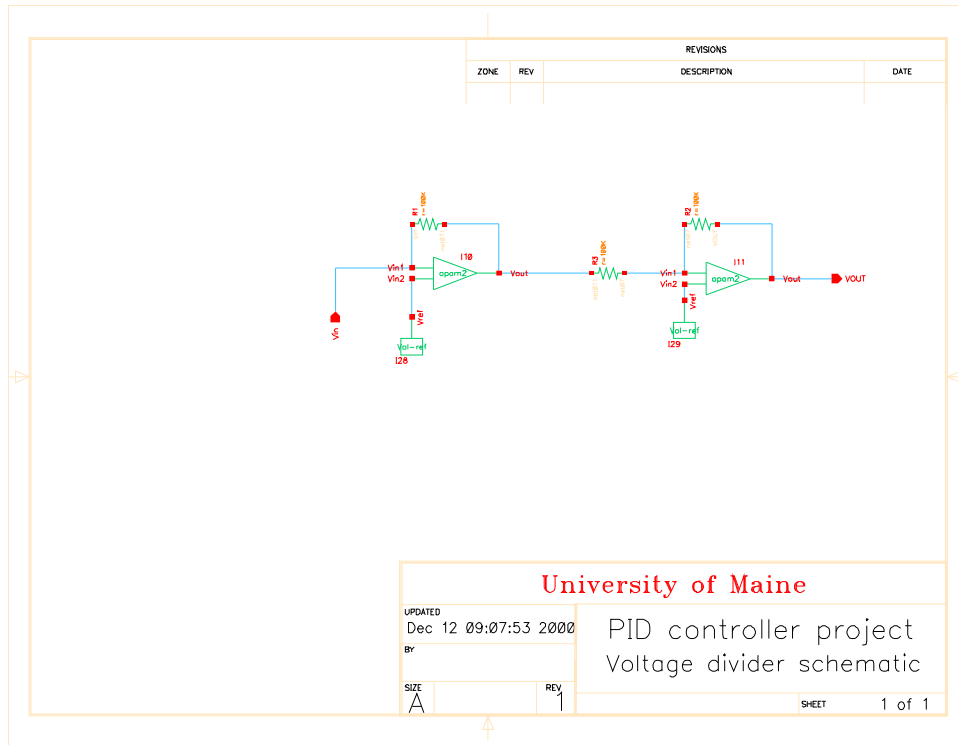 REVISIONS
ZONE REV DESCRIPTION DATE
R1
r=100K
R2
r=100K
I10
I11
R3
r=100K
Vin1
opam2
Vout
Vin1
opam2
Vout
VOUT
Vin2
Vin2
Vref
Vref
Vin
Vol-ref
Vol-ref
I28
I29
University of Maine
UPDATED
Dec 12 09:07:53 2000
PID controller project
BY
Voltage divider schematic
SIZE
A
REV
1
SHEET 1 of 1